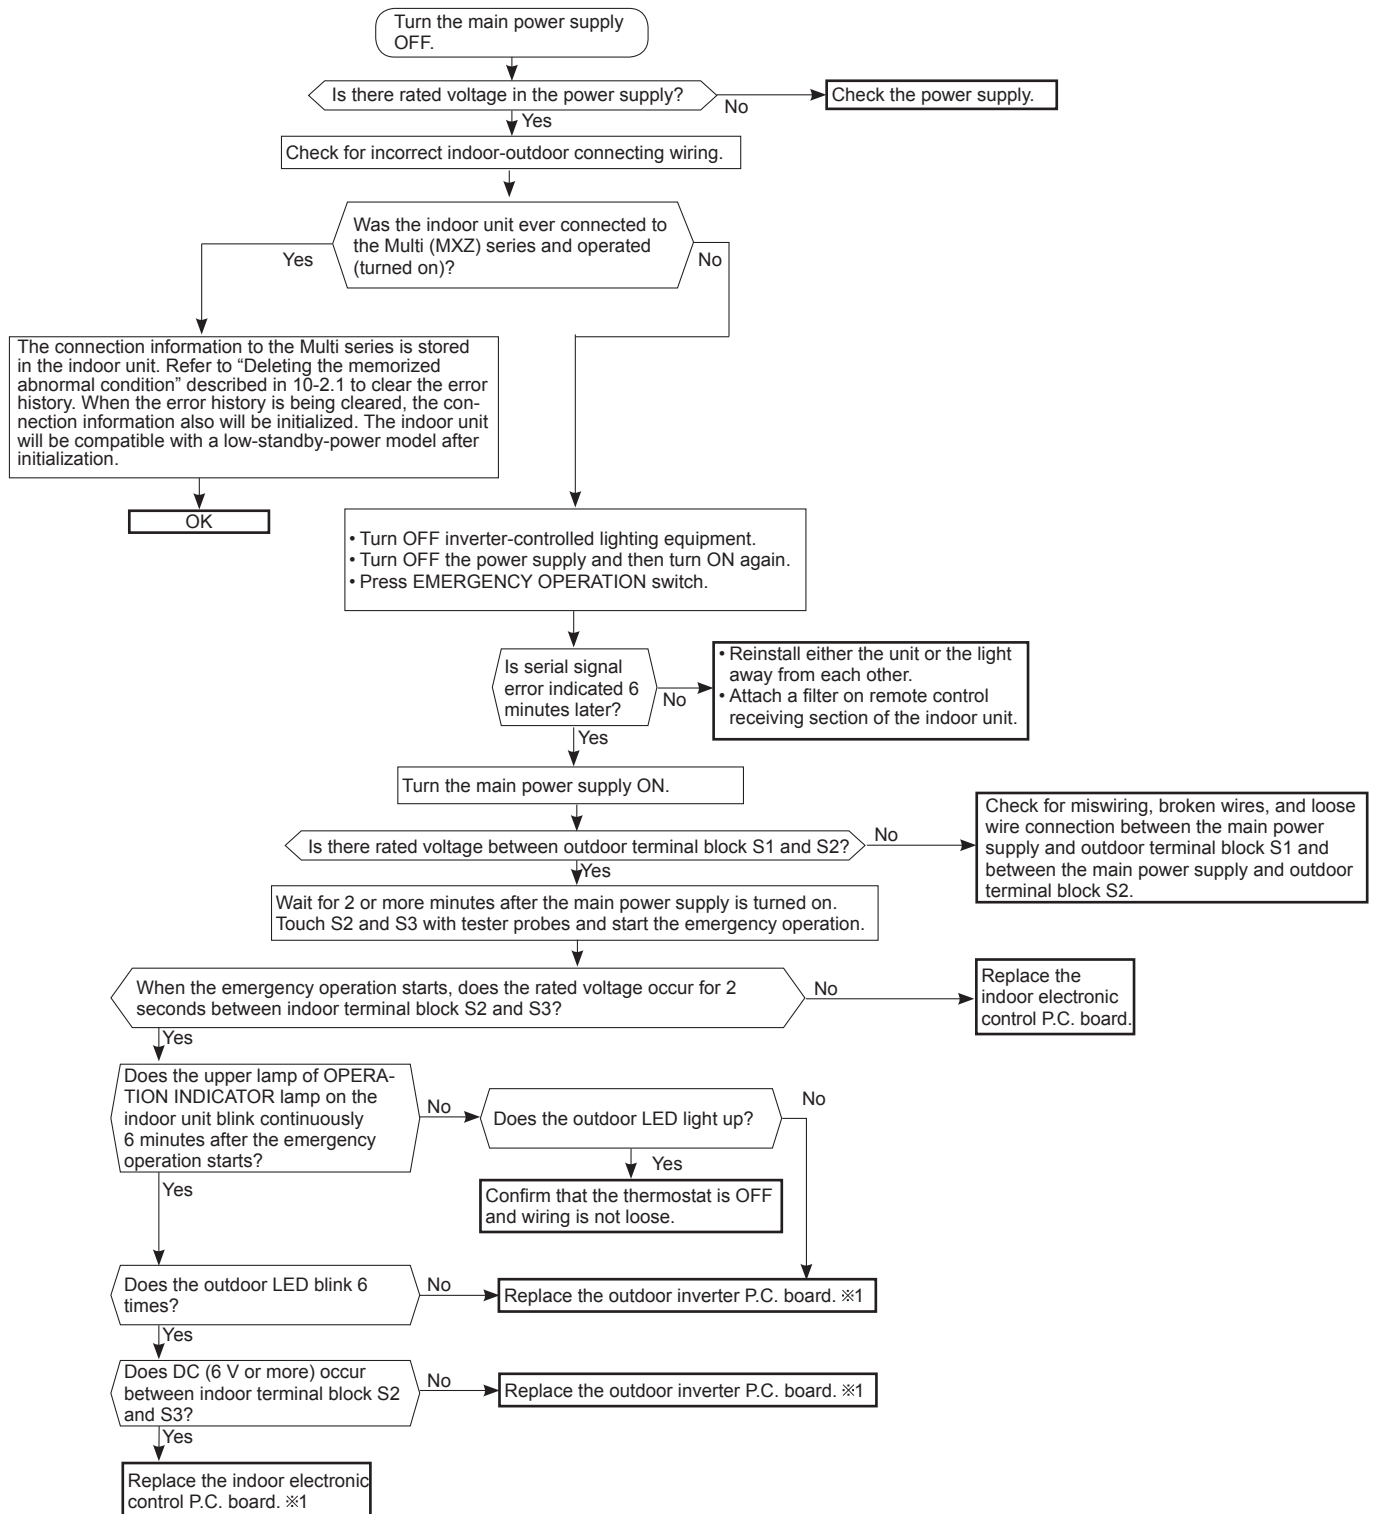 Turn the main power supply
OFF.
Is there rated voltage in the power supply?
No
Check the power supply.
Yes
Check for incorrect indoor-outdoor connecting wiring.
Was the indoor unit ever connected to
the Multi (MXZ) series and operated
(turned on)?
Yes
No
The connection information to the Multi series is stored
in the indoor unit. Refer to “Deleting the memorized
abnormal condition” described in 10-2.1 to clear the error
history. When the error history is being cleared, the con-
nection information also will be initialized. The indoor unit
will be compatible with a low-standby-power model after
initialization.
OK
• Turn OFF inverter-controlled lighting equipment.
• Turn OFF the power supply and then turn ON again.
• Press EMERGENCY OPERATION switch.
Is serial signal
error indicated 6
minutes later?
No
• Reinstall either the unit or the light
away from each other.
• Attach a filter on remote control
receiving section of the indoor unit.
Yes
Turn the main power supply ON.
Is there rated voltage between outdoor terminal block S1 and S2?
No
Check for miswiring, broken wires, and loose
wire connection between the main power
supply and outdoor terminal block S1 and
between the main power supply and outdoor
terminal block S2.
Yes
Wait for 2 or more minutes after the main power supply is turned on.
Touch S2 and S3 with tester probes and start the emergency operation.
When the emergency operation starts, does the rated voltage occur for 2
seconds between indoor terminal block S2 and S3?
No
Replace the
indoor electronic
control P.C. board.
Yes
Does the upper lamp of OPERA-
TION INDICATOR lamp on the
indoor unit blink continuously
6 minutes after the emergency
operation starts?
No
Does the outdoor LED light up?
No
Yes
Confirm that the thermostat is OFF
and wiring is not loose.
Yes
Does the outdoor LED blink 6
times?
No
Replace the outdoor inverter P.C. board. ※1
Yes
Does DC (6 V or more) occur
between indoor terminal block S2
and S3?
No
Replace the outdoor inverter P.C. board. ※1
Yes
Replace the indoor electronic
control P.C. board. ※1